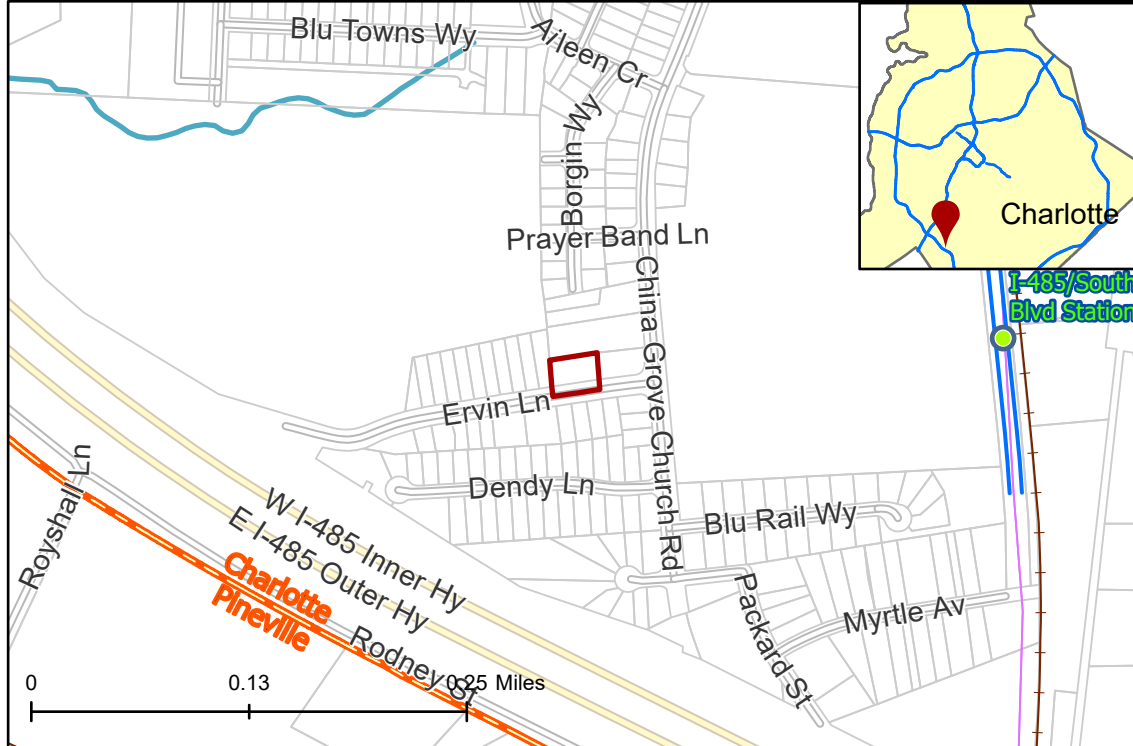 Blu Towns Wy
Aileen Cr
Borgin Wy
Prayer Band Ln
China Grove Church Rd
Charlotte
I-485/South
Blvd Station
Ervin Ln
Dendy Ln
Blu Rail Wy
Royshall Ln
W I-485 Inner Hy
E I-485 Outer Hy
Charlotte
Pineville
Rodney St
Packard St
Myrtle Av
0 0.13 0.25 Miles